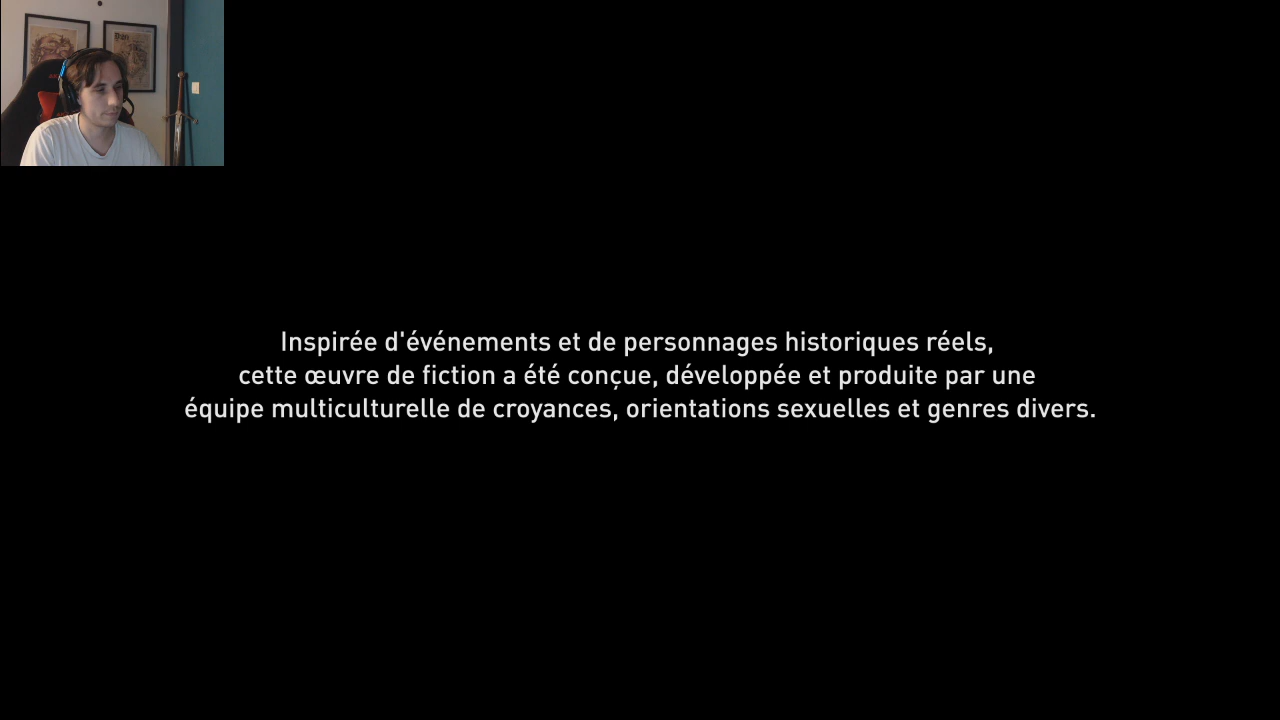 Inspirée d'événements et de personnages historiques réels,
cette œuvre de fiction a été conçue, développée et produite par une
équipe multiculturelle de croyances, orientations sexuelles et genres divers.